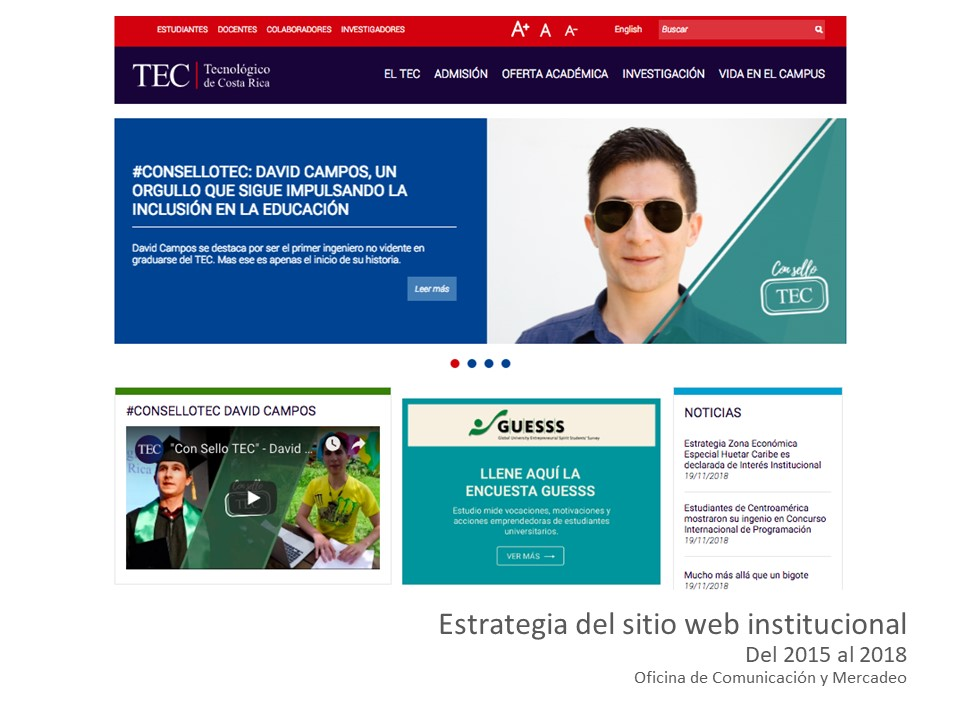 ESTUDIANTES DOCENTES COLABORADORES INVESTIGADORES A+ A A- English Buscar
TEC Tecnológico
de Costa Rica
EL TEC ADMISIÓN OFERTA ACADÉMICA INVESTIGACIÓN VIDA EN EL CAMPUS
#CONSELLOTEC: DAVID CAMPOS, UN
ORGULLO QUE SIGUE IMPULSANDO LA
INCLUSIÓN EN LA EDUCACIÓN
David Campos se destaca por ser el primer ingeniero no vidente en
graduarse del TEC. Mas ese es apenas el inicio de su historia.
Leer más
Con sello
TEC
#CONSELLOTEC DAVID CAMPOS
TEC "Con Sello TEC" - David ...
Rica
Con sello
TEC
GUESSS
Global University Entrepreneurial Spirit Students' Survey
LLENE AQUÍ LA
ENCUESTA GUESSS
Estudio mide vocaciones, motivaciones y
acciones emprendedoras de estudiantes
universitarios.
VER MÁS →
NOTICIAS
Estrategia Zona Económica
Especial Huetar Caribe es
declarada de Interés Institucional
19/11/2018
Estudiantes de Centroamérica
mostraron su ingenio en Concurso
Internacional de Programación
19/11/2018
Mucho más allá que un bigote
19/11/2018
Estrategia del sitio web institucional
Del 2015 al 2018
Oficina de Comunicación y Mercadeo